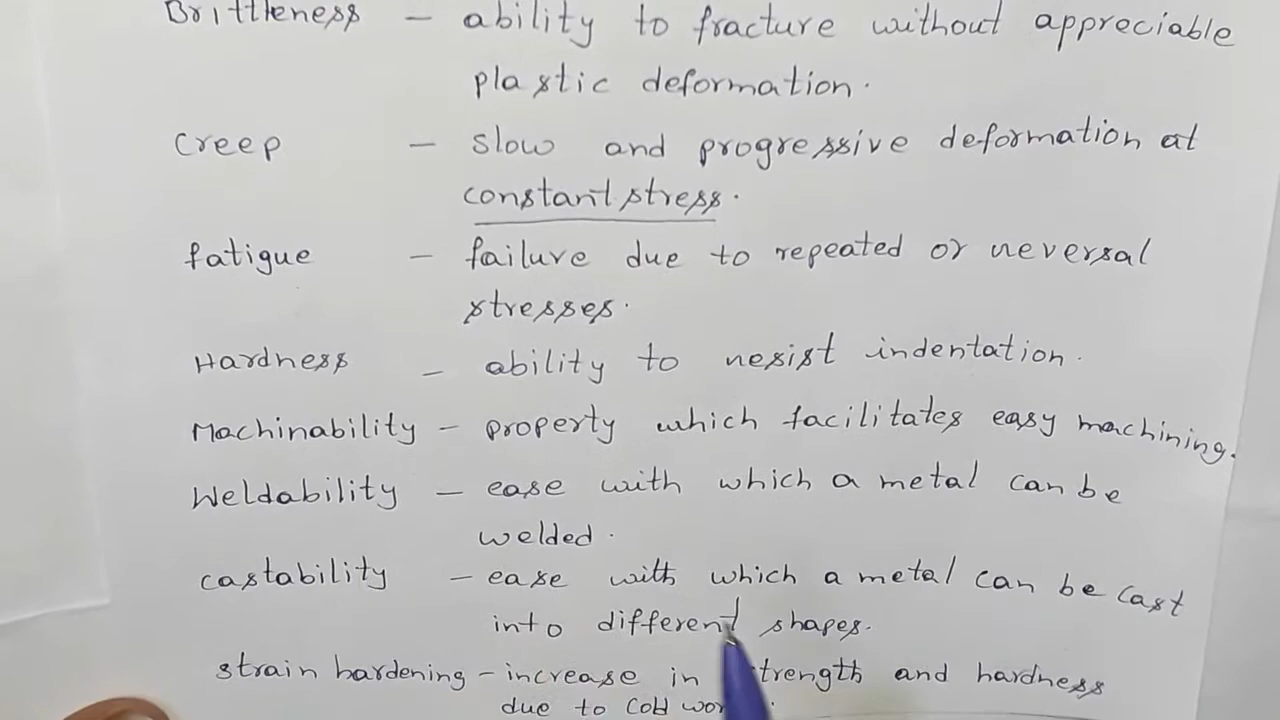 Brittleness – ability to fracture without appreciable
plastic deformation.
Creep – slow and progressive deformation at
constant stress.
fatigue – failure due to repeated or reversal
stresses.
Hardness – ability to resist indentation.
Machinability – property which facilitates easy machining.
Weldability – ease with which a metal can be
welded.
castability – ease with which a metal can be cast
into different shapes.
strain hardening – increase in strength and hardness
due to cold